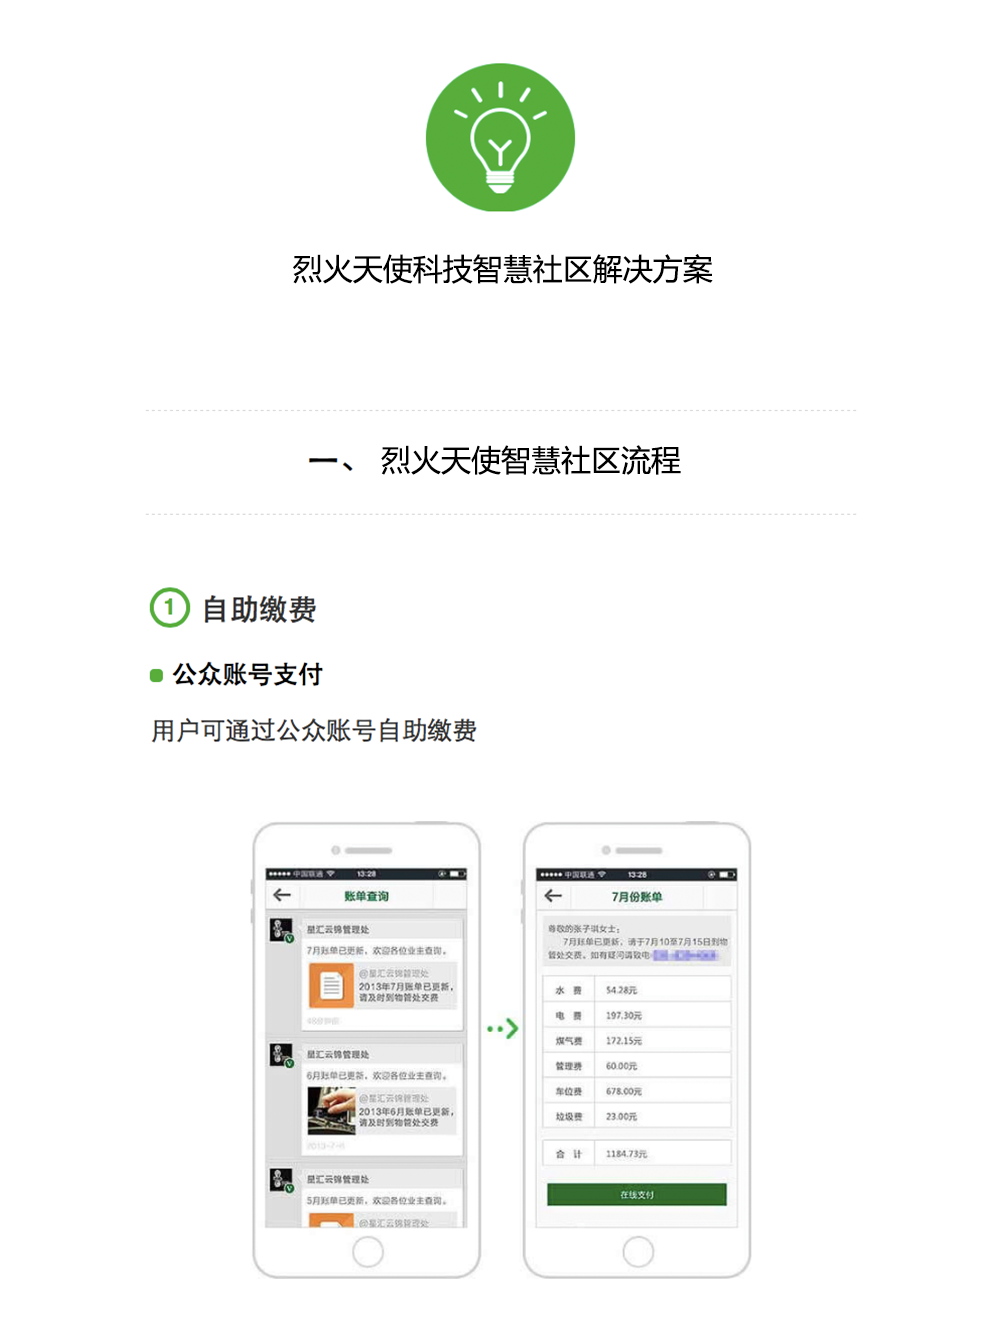 烈火天使科技智慧社区解决方案
一、 烈火天使智慧社区流程
1 自助缴费
公众账号支付
用户可通过公众账号自助缴费
中国联通 13:28
账单查询
星汇云锦管理处
7月账单已更新，欢迎各位业主查询。
@星汇云锦管理处
2013年7月账单已更新，
请及时到物管处交费
星汇云锦管理处
6月账单已更新，欢迎各位业主查询。
@星汇云锦管理处
2013年6月账单已更新，
请及时到物管处交费
2013-7-6
星汇云锦管理处
5月账单已更新，欢迎各位业主查询。
@星汇云锦管理处
中国联通 13:28
7月份账单
尊敬的张子琪女士：
7月账单已更新，请于7月10至7月15日到物
管处交费。如有疑问请致电
水 费 54.28元
电 费 197.30元
煤气费 172.15元
管理费 60.00元
车位费 678.00元
垃圾费 23.00元
合 计 1184.73元
在线支付